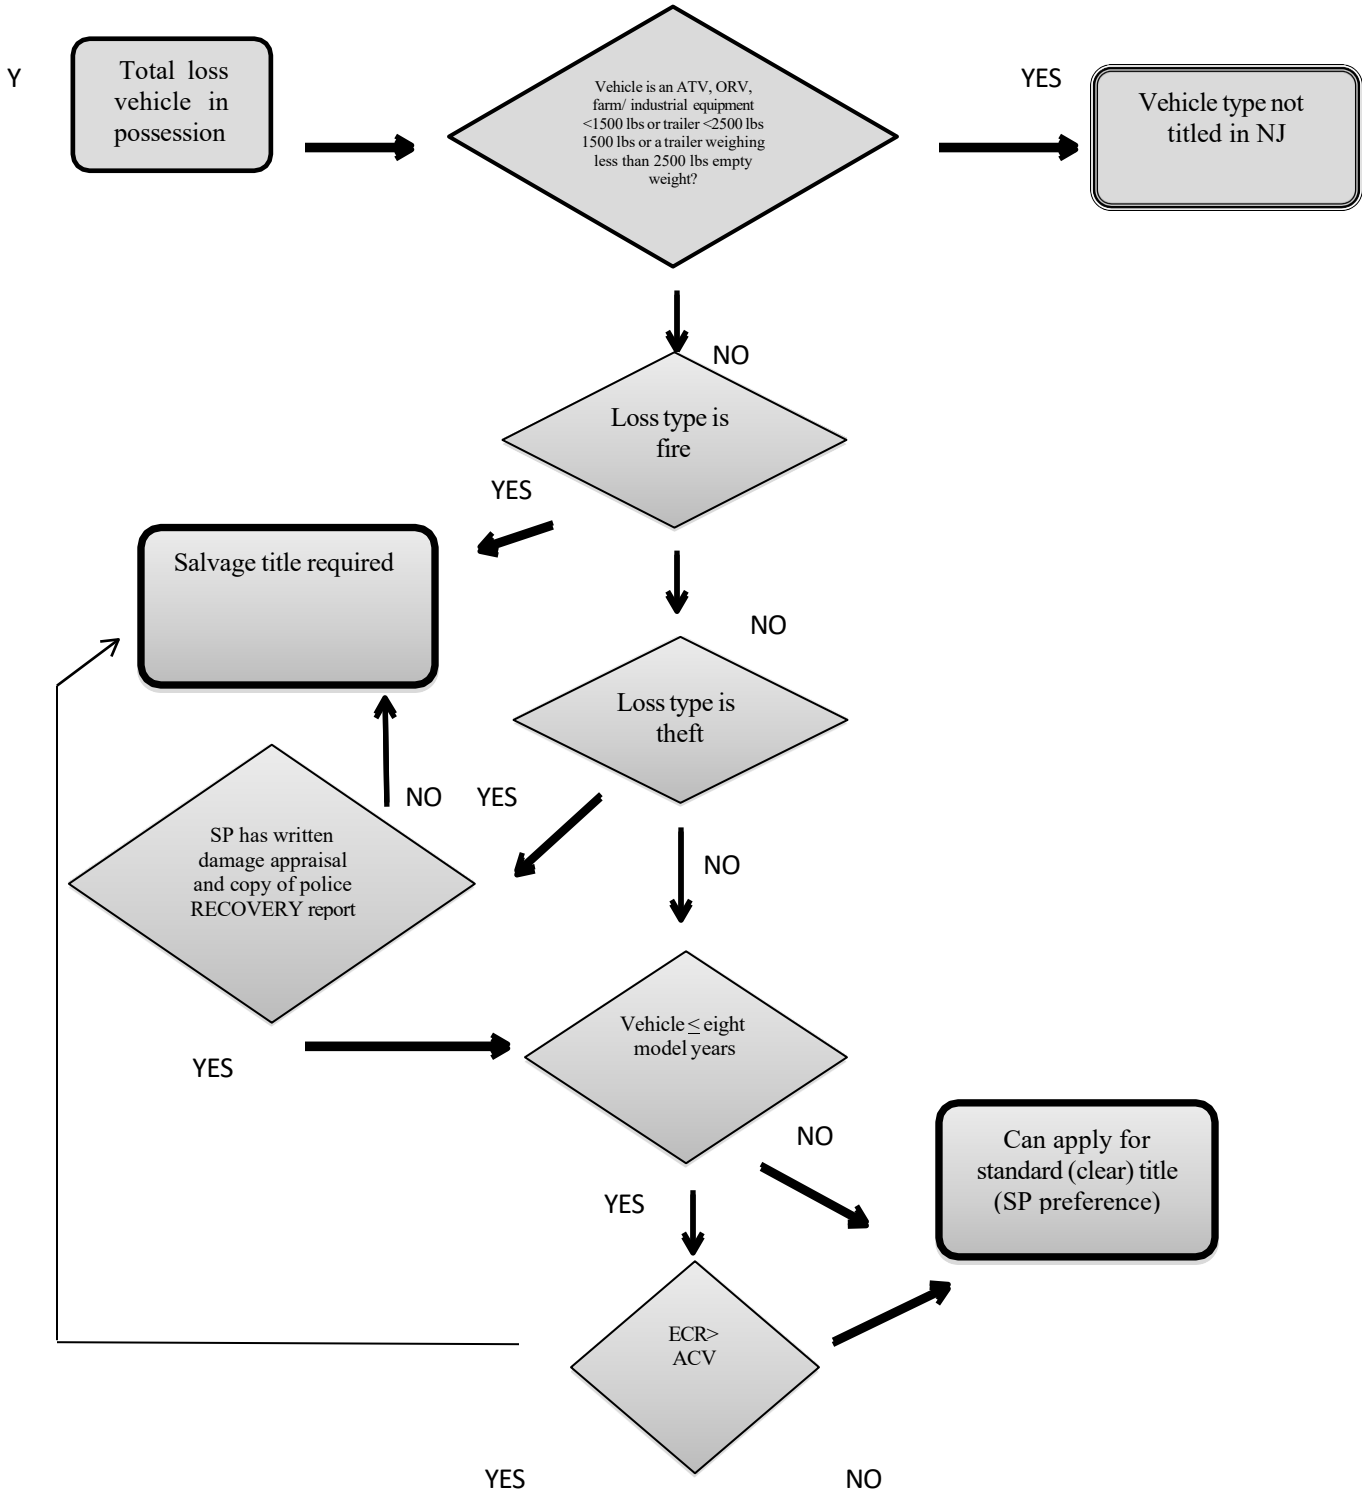 Y
Total loss
vehicle in
possession
Vehicle is an ATV, ORV,
farm/ industrial equipment
<1500 lbs or trailer <2500 lbs
1500 lbs or a trailer weighing
less than 2500 lbs empty
weight?
YES
Vehicle type not
titled in NJ
NO
Loss type is
fire
YES
Salvage title required
NO
Loss type is
theft
NO
YES
SP has written
damage appraisal
and copy of police
RECOVERY report
NO
YES
Vehicle ≤ eight
model years
NO
YES
Can apply for
standard (clear) title
(SP preference)
ECR>
ACV
YES
NO